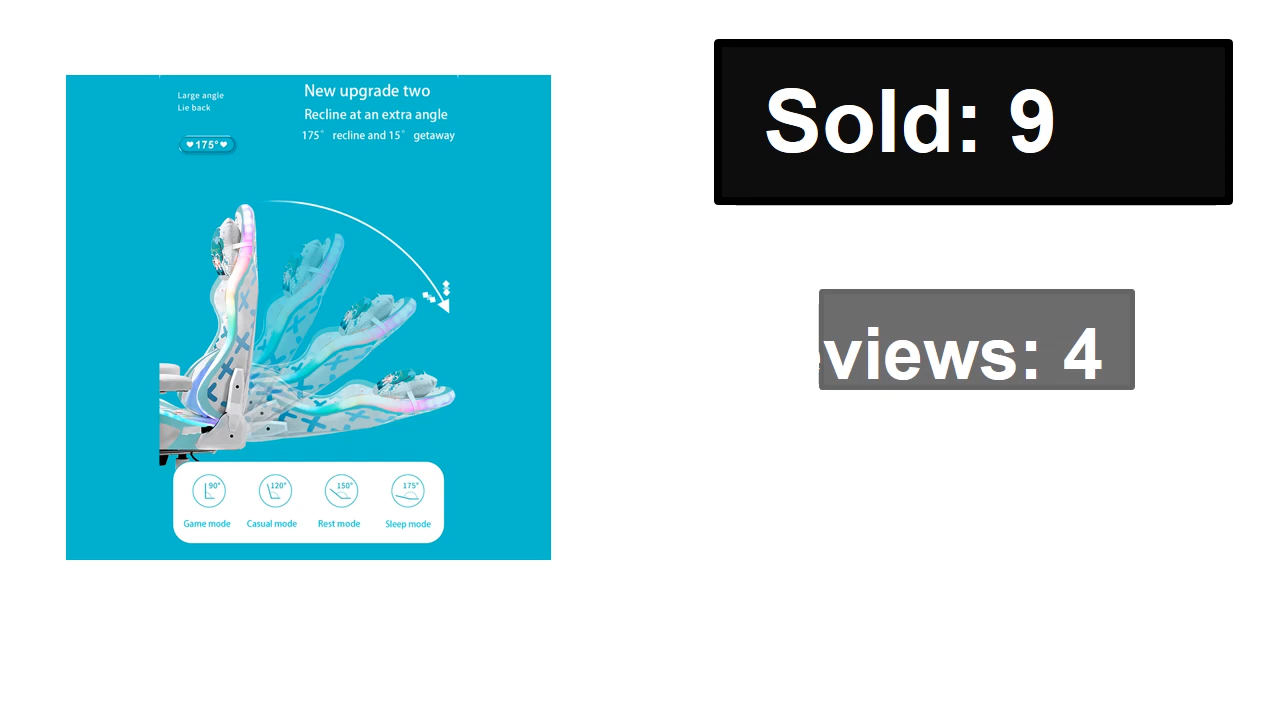 Large angle
Lie back
♥175°♥
New upgrade two
Recline at an extra angle
175° recline and 15° getaway
90°
120°
150°
175°
Game mode
Casual mode
Rest mode
Sleep mode
Sold: 9
eviews: 4